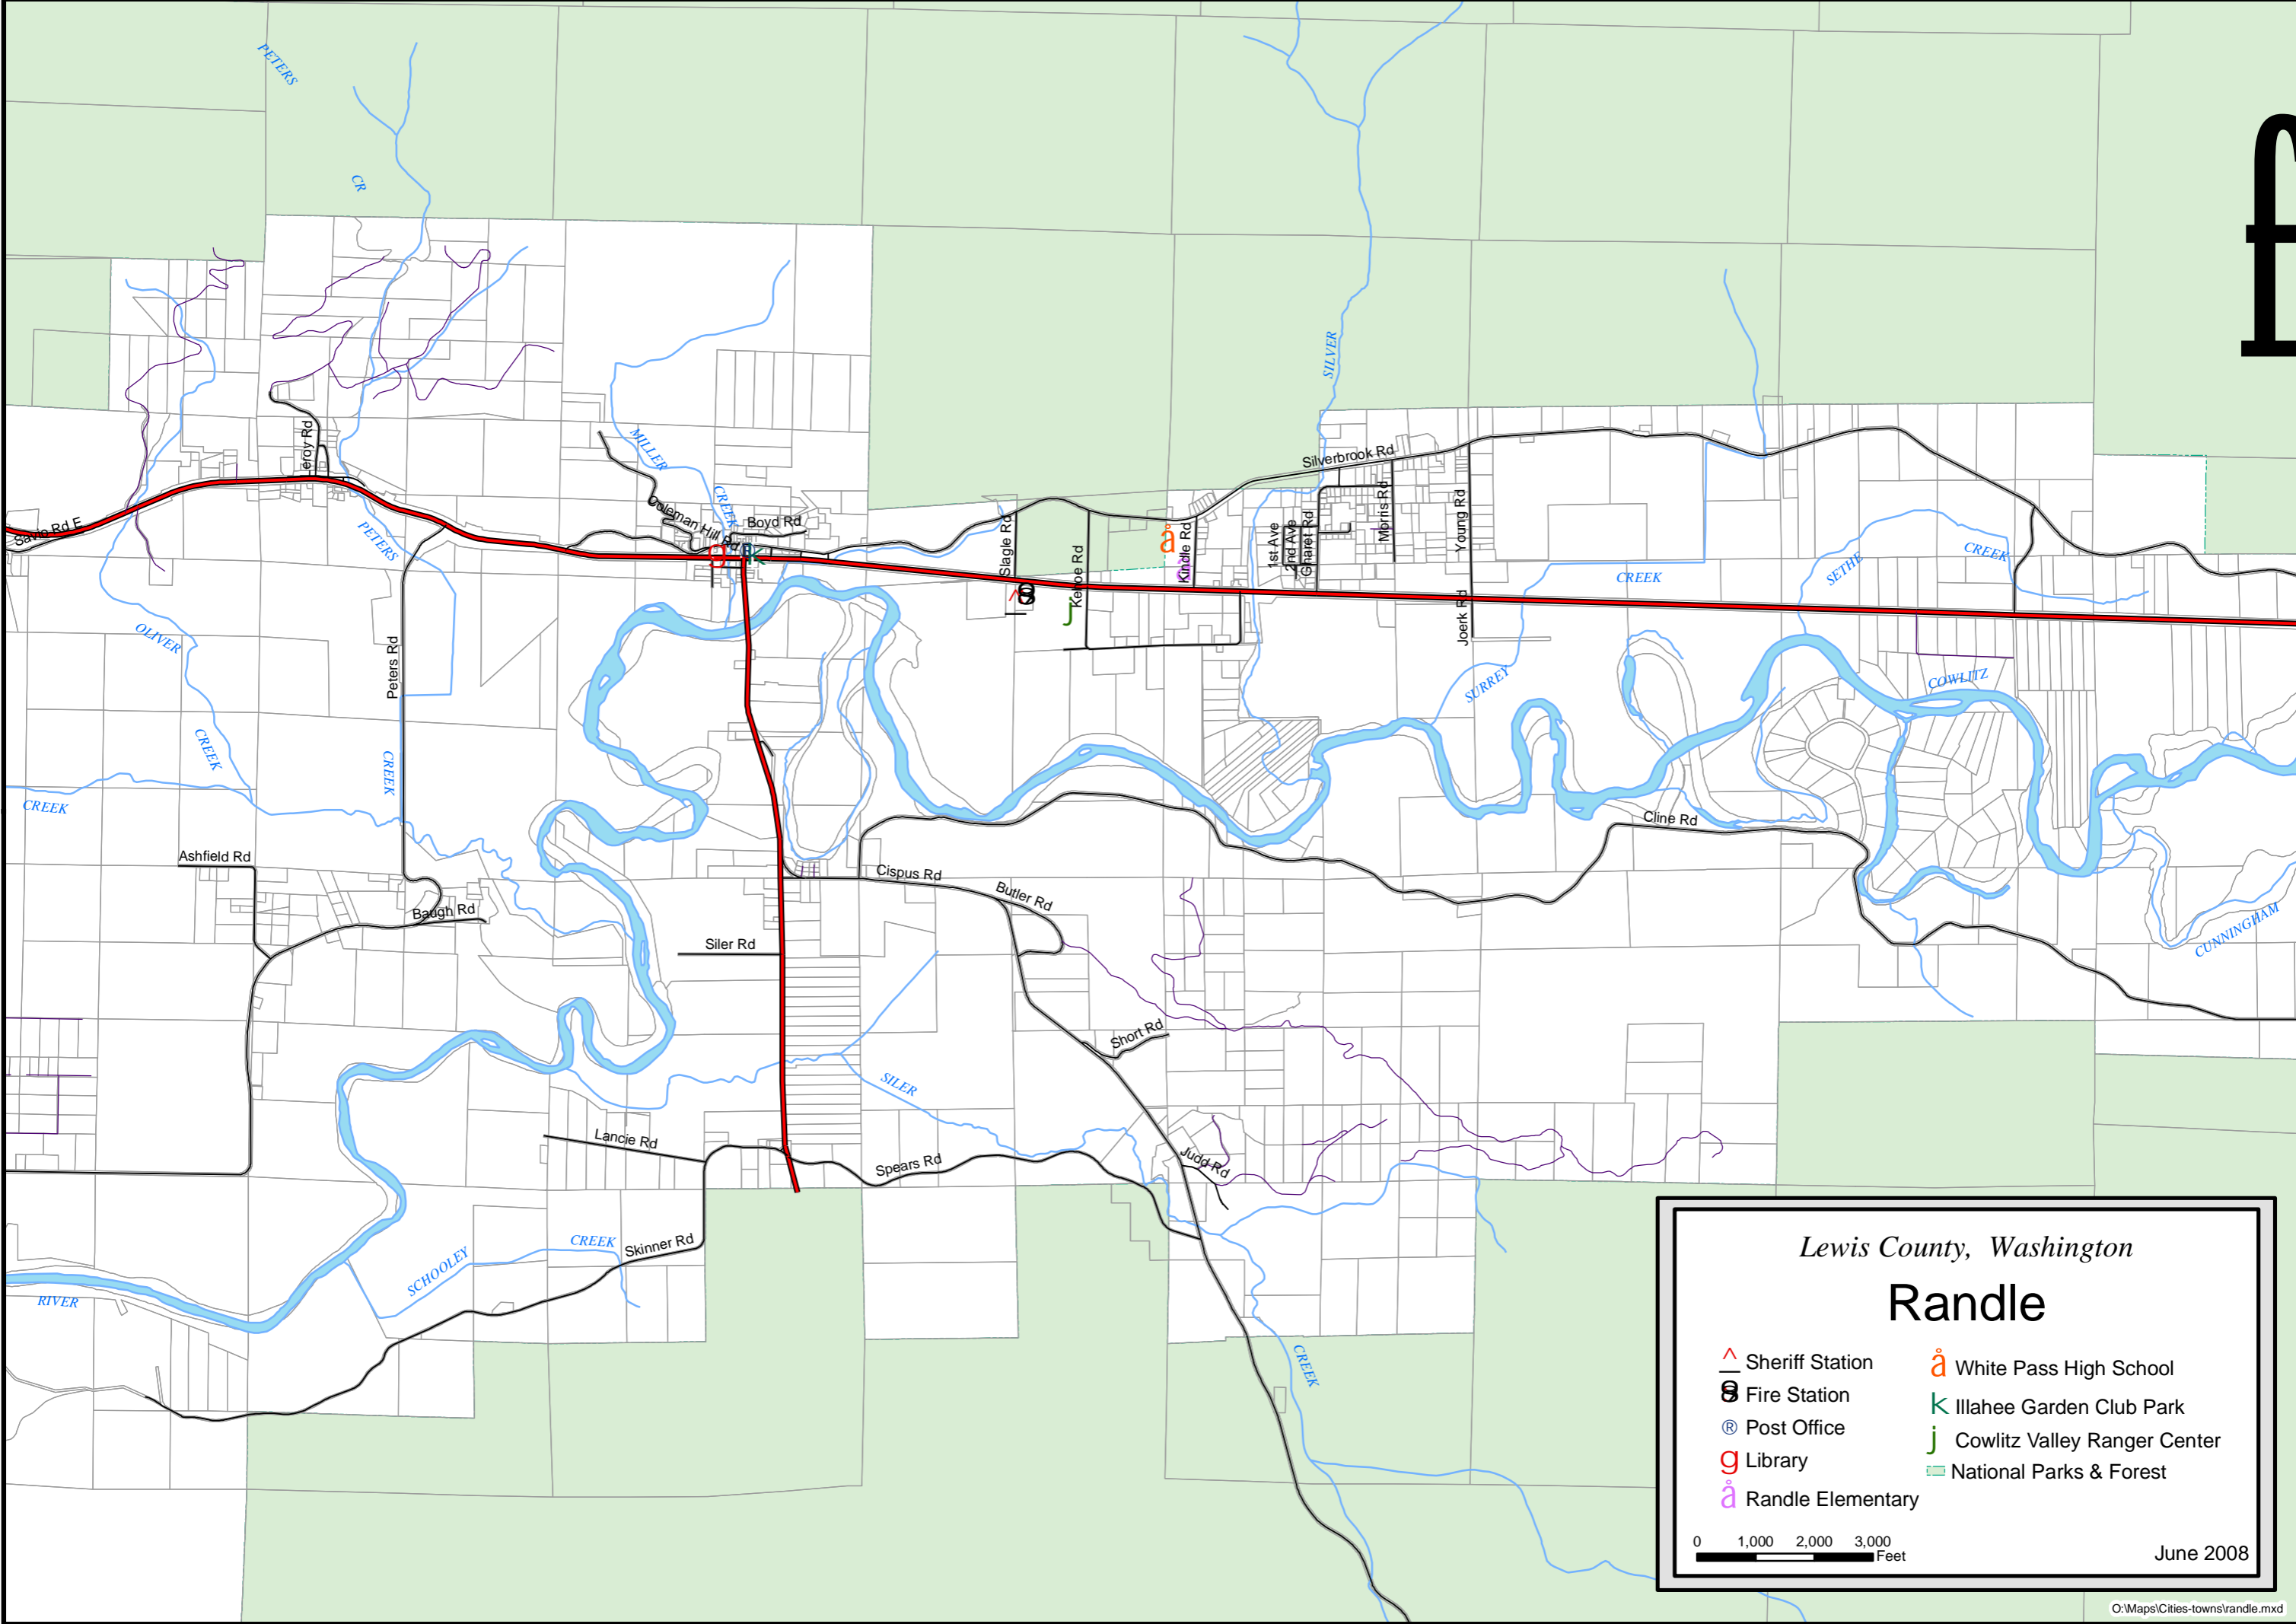 PETERS
CR
f
SILVER
Leroy Rd
MILLER
CREEK
Silverbrook Rd
Coleman Hill Rd
Boyd Rd
Slagle Rd
Kehoe Rd
å
Kindle Rd
å
1st Ave
2nd Ave
Gharet Rd
Morris Rd
Young Rd
Savio Rd E
PETERS
g
®
k
^
8
j
CREEK
SETHE
CREEK
Joerk Rd
OLIVER
Peters Rd
SURREY
COWLITZ
CREEK
CREEK
CREEK
Cline Rd
Ashfield Rd
Cispus Rd
Butler Rd
Baugh Rd
Siler Rd
CUNNINGHAM
Short Rd
SILER
Lancie Rd
Spears Rd
Judd Rd
CREEK
Skinner Rd
SCHOOLEY
RIVER
CREEK
Lewis County, Washington
Randle
^ Sheriff Station
8 Fire Station
® Post Office
g Library
å Randle Elementary
å White Pass High School
k Illahee Garden Club Park
j Cowlitz Valley Ranger Center
National Parks & Forest
0 1,000 2,000 3,000
Feet
June 2008
O:\Maps\Cities-towns\randle.mxd